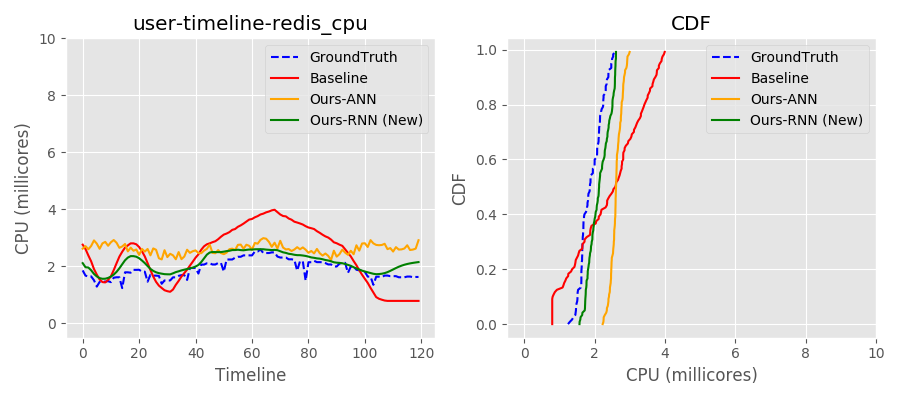 user-timeline-redis_cpu
CPU (millicores)
10
8
6
4
2
0
0
20
40
60
80
100
120
Timeline
GroundTruth
Baseline
Ours-ANN
Ours-RNN (New)
CDF
CDF
1.0
0.8
0.6
0.4
0.2
0.0
0
2
4
6
8
10
CPU (millicores)
GroundTruth
Baseline
Ours-ANN
Ours-RNN (New)